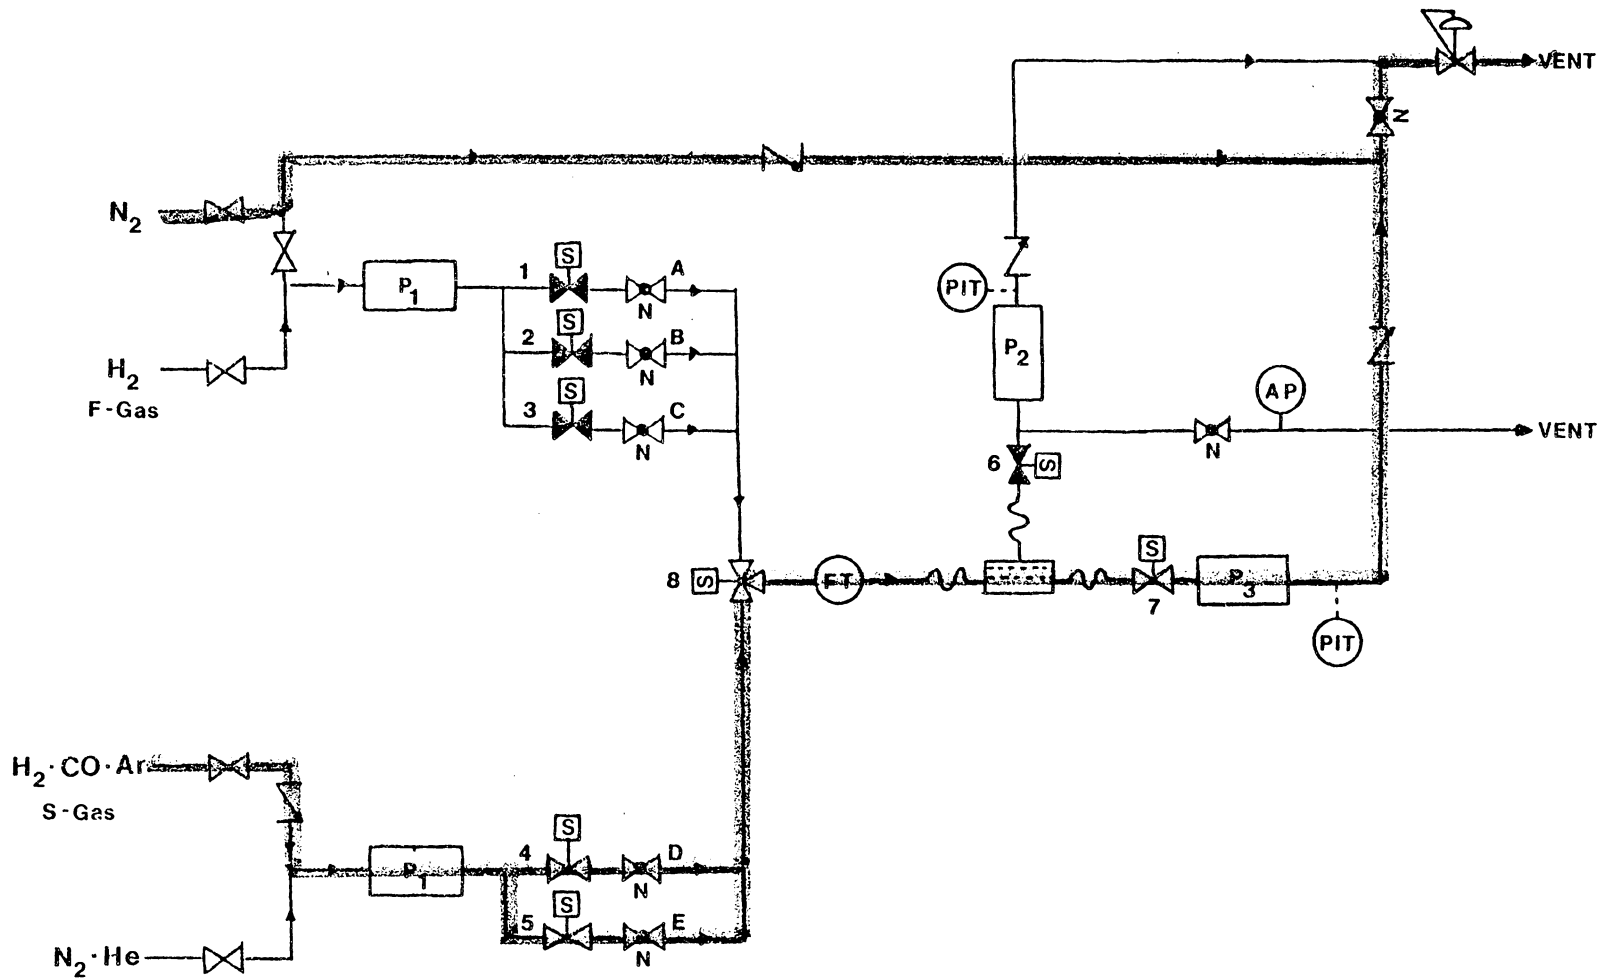 VENT
N
N₂
S
1
A
P₁
N
PIT
S
2
B
P₂
N
H₂
F-Gas
S
3
C
N
AP
VENT
N
6
S
8
S
FT
S
7
P₃
PIT
H₂·CO·Ar
S-Gas
S
4
D
P₁
N
S
5
E
N
N₂·He